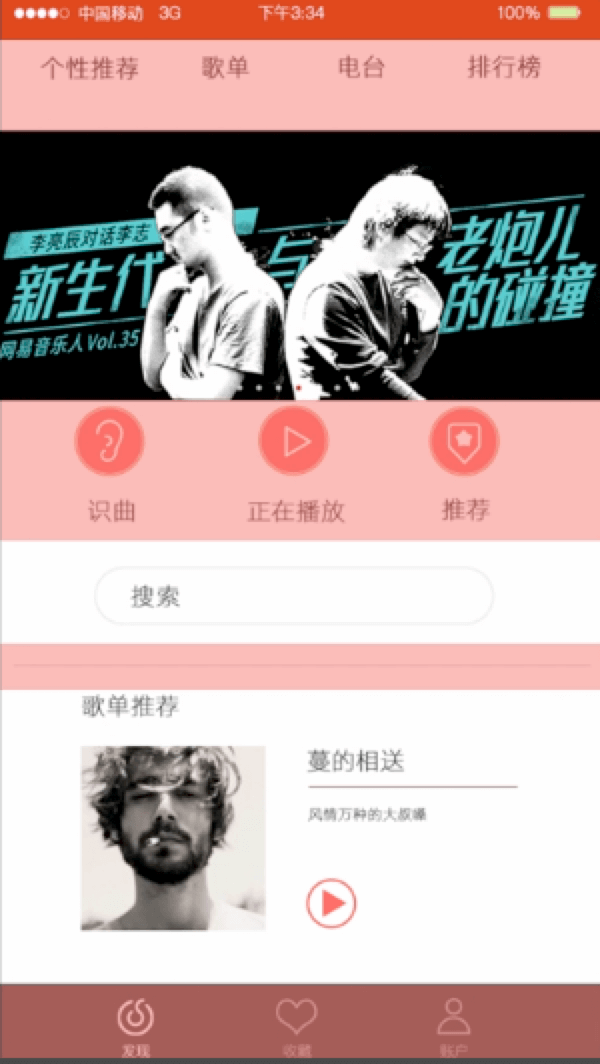 中国移动 3G 下午3:34 100%
个性推荐 歌单 电台 排行榜
李亮辰对话李志
新生代 与 老炮儿
的碰撞
网易音乐人Vol.35
识曲 正在播放 推荐
搜索
歌单推荐
蔓的相送
风情万种的大叔嗓
发现 收藏 账户